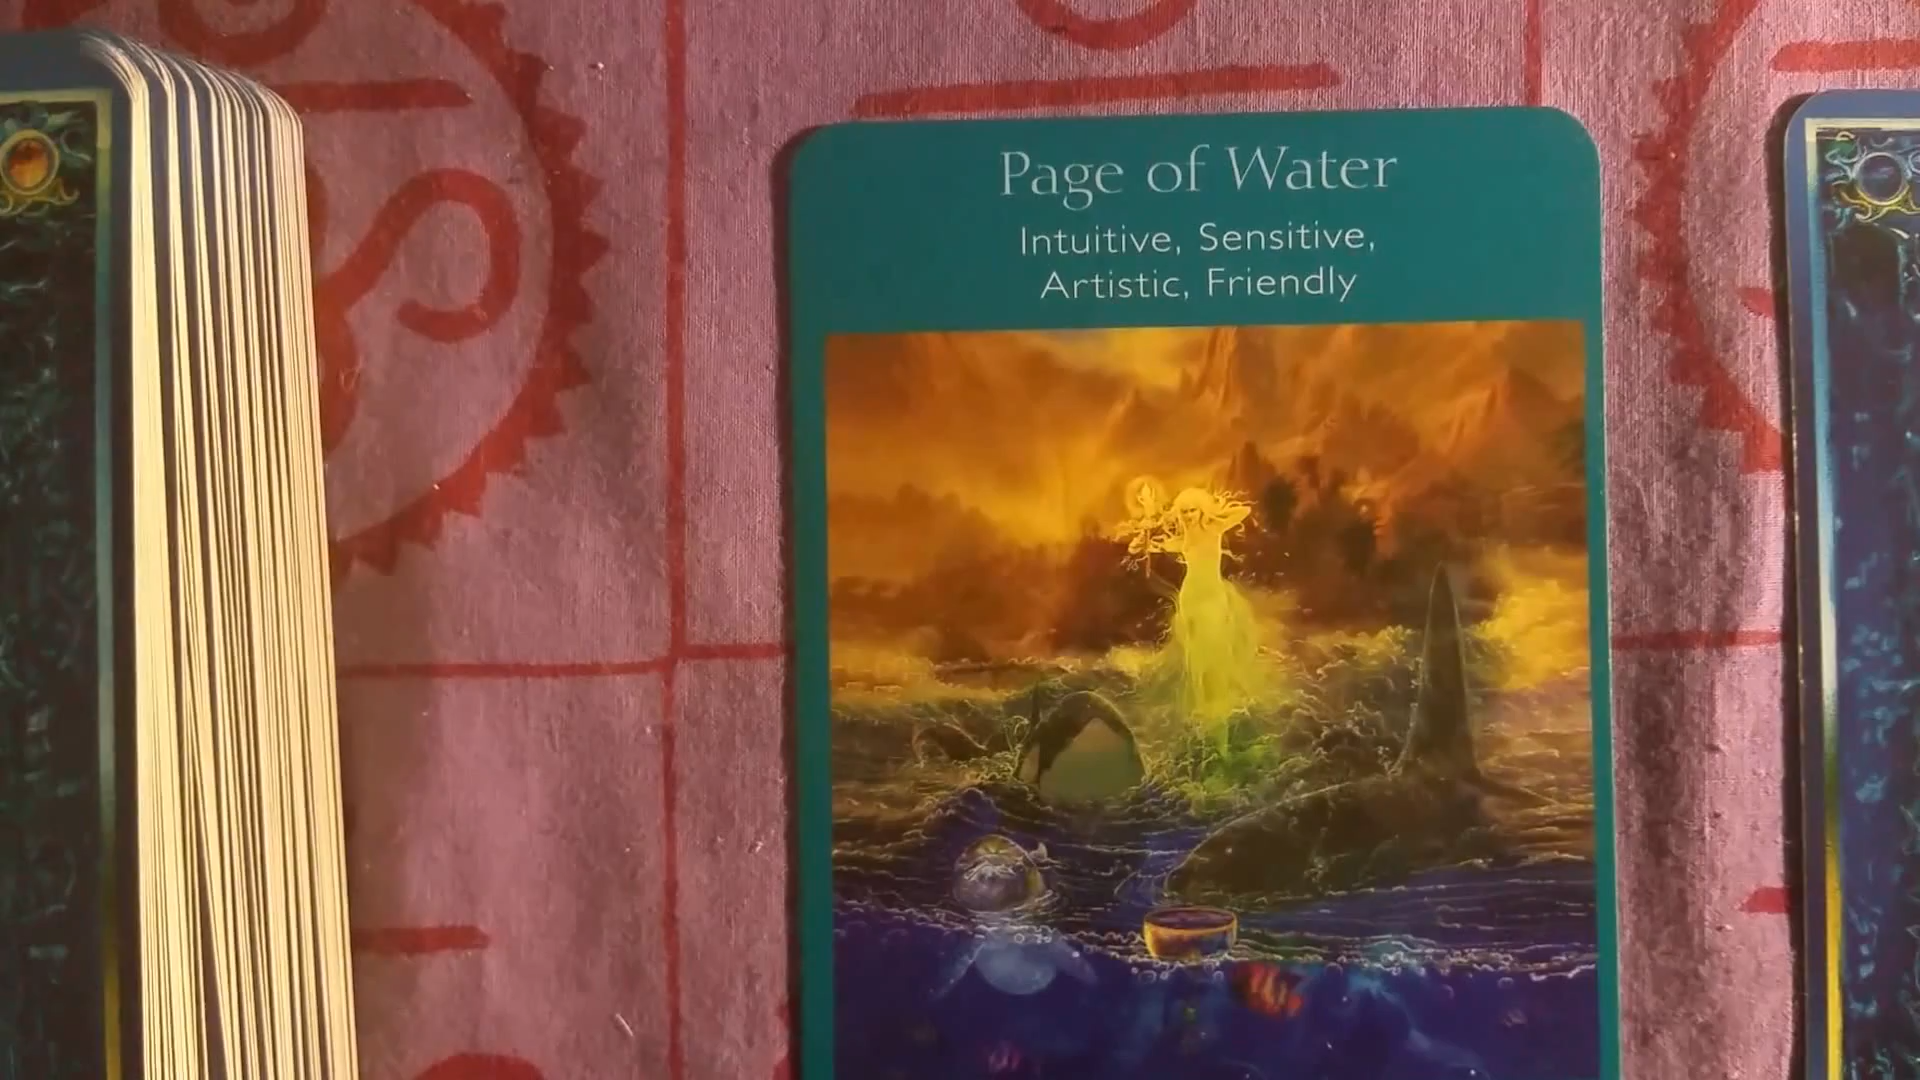 Page of Water
Intuitive, Sensitive,
Artistic, Friendly